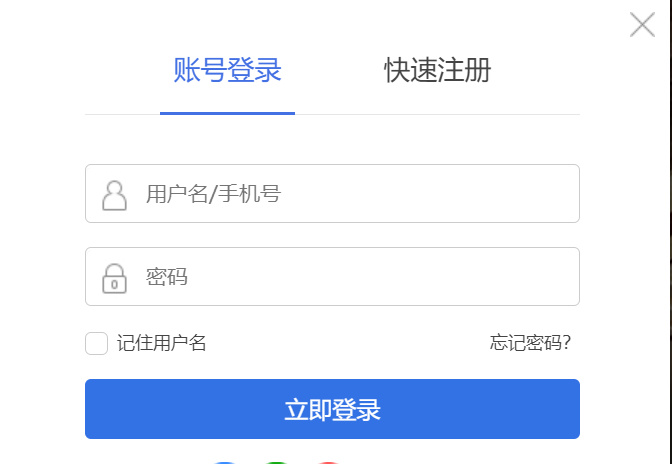 账号登录 快速注册
用户名/手机号
密码
记住用户名 忘记密码?
立即登录